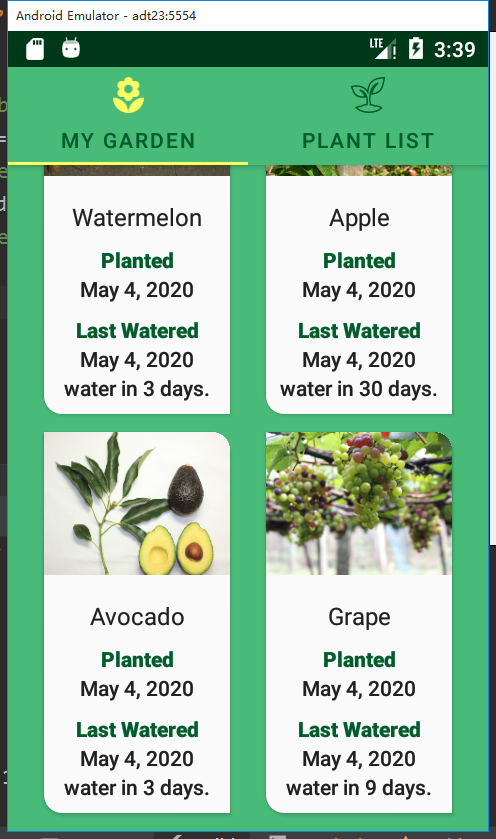 Android Emulator - adt23:5554
LTE 3:39
MY GARDEN PLANT LIST
Watermelon
Planted
May 4, 2020
Last Watered
May 4, 2020
water in 3 days.
Apple
Planted
May 4, 2020
Last Watered
May 4, 2020
water in 30 days.
Avocado
Planted
May 4, 2020
Last Watered
May 4, 2020
water in 3 days.
Grape
Planted
May 4, 2020
Last Watered
May 4, 2020
water in 9 days.